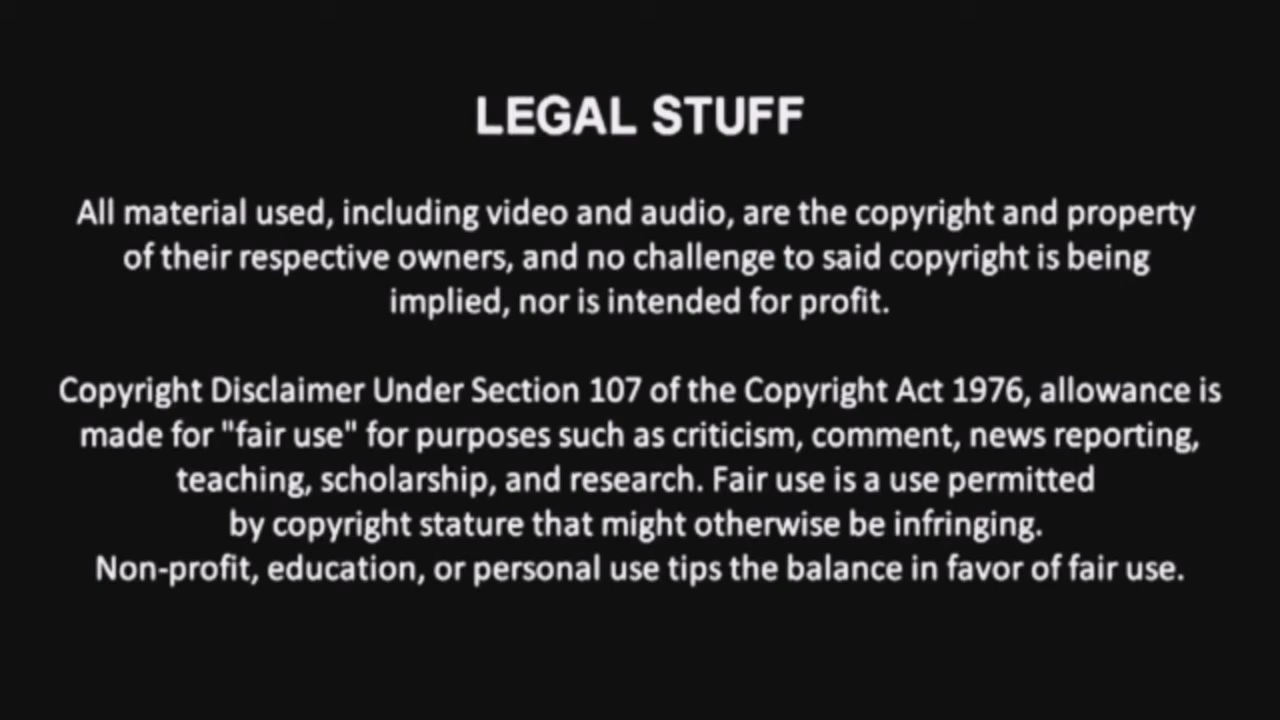 LEGAL STUFF
All material used, including video and audio, are the copyright and property
of their respective owners, and no challenge to said copyright is being
implied, nor is intended for profit.
Copyright Disclaimer Under Section 107 of the Copyright Act 1976, allowance is
made for "fair use" for purposes such as criticism, comment, news reporting,
teaching, scholarship, and research. Fair use is a use permitted
by copyright stature that might otherwise be infringing.
Non-profit, education, or personal use tips the balance in favor of fair use.